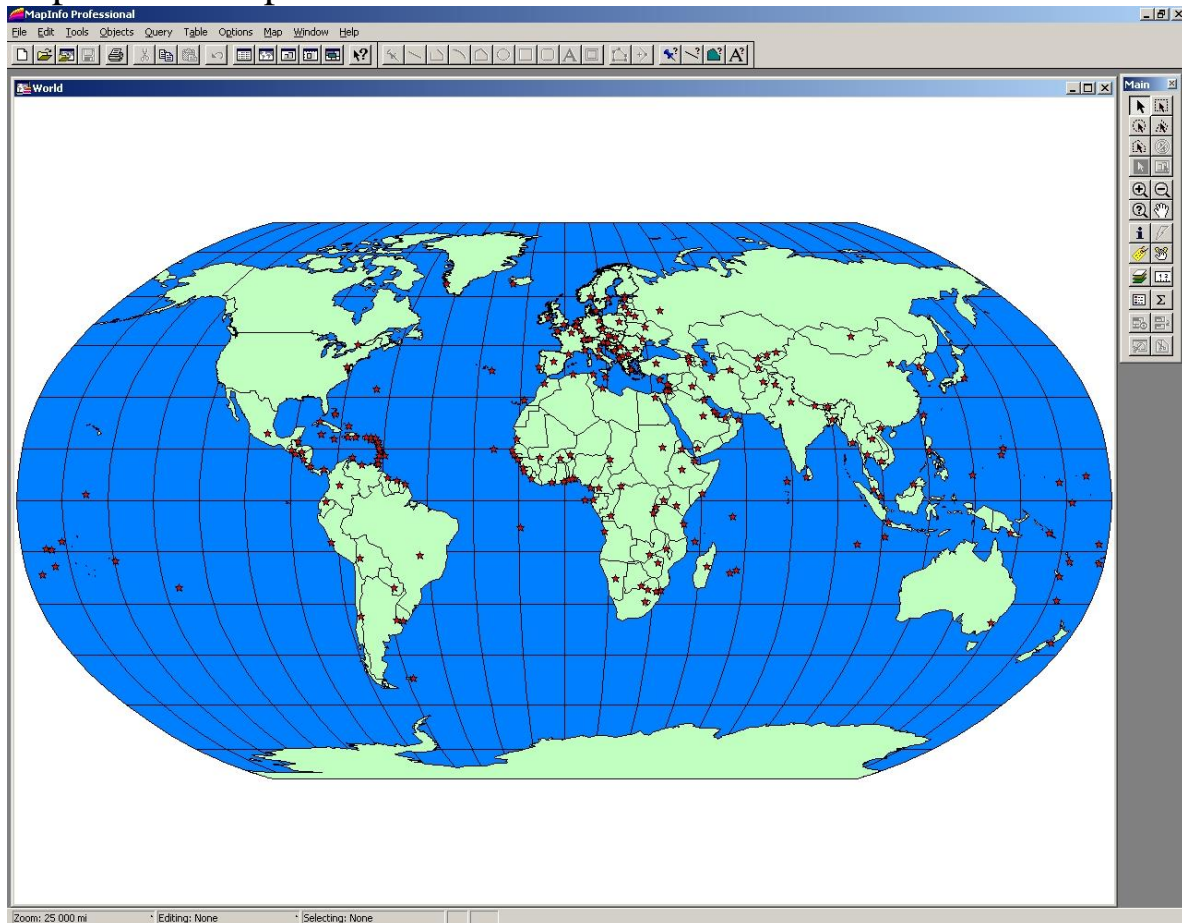 MapInfo Professional
File Edit Tools Objects Query Table Options Map Window Help
World
Main
Zoom: 25 000 mi Editing: None Selecting: None